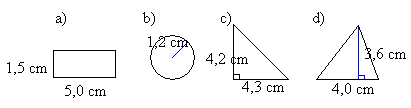 a)
b)
c)
d)
1,2 cm
4,2 cm
3,6 cm
1,5 cm
5,0 cm
4,3 cm
4,0 cm